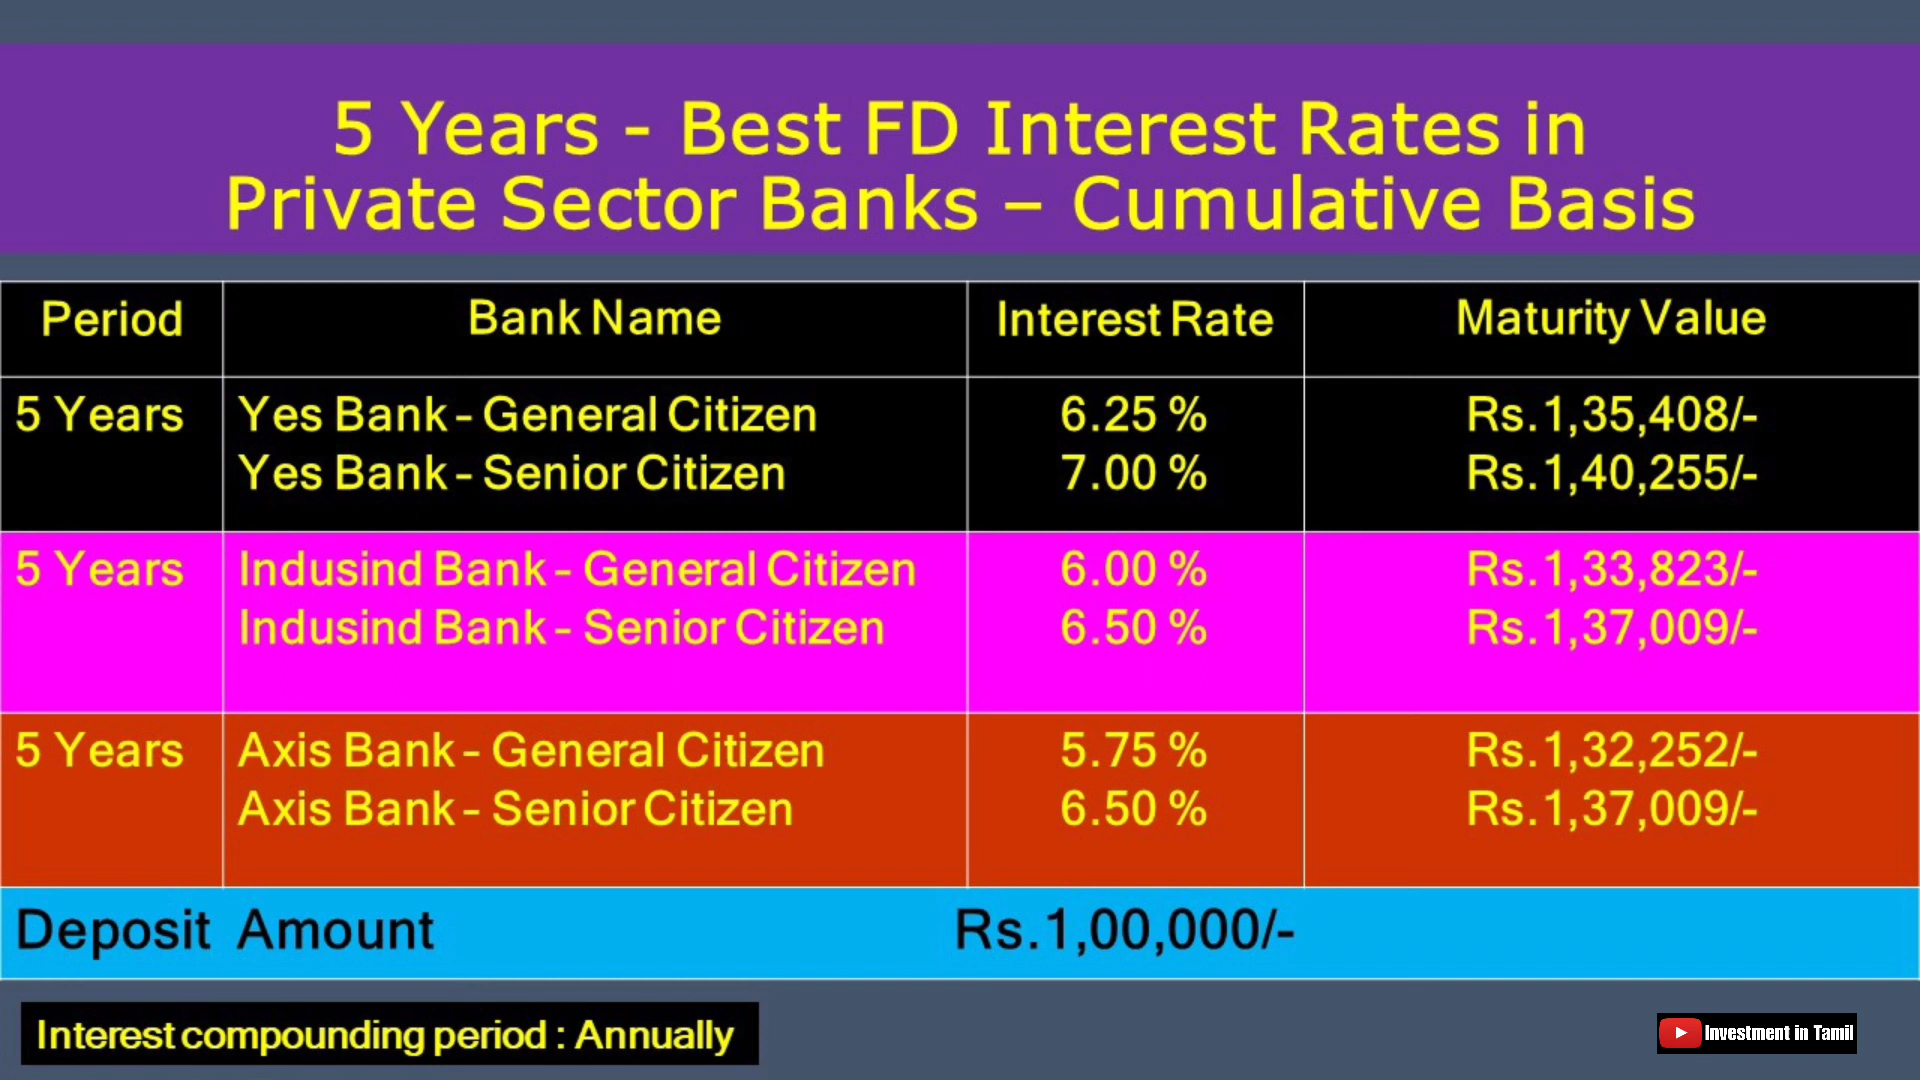 5 Years - Best FD Interest Rates in
Private Sector Banks – Cumulative Basis
Period Bank Name Interest Rate Maturity Value
5 Years Yes Bank - General Citizen 6.25 % Rs.1,35,408/-
Yes Bank - Senior Citizen 7.00 % Rs.1,40,255/-
5 Years Indusind Bank - General Citizen 6.00 % Rs.1,33,823/-
Indusind Bank - Senior Citizen 6.50 % Rs.1,37,009/-
5 Years Axis Bank - General Citizen 5.75 % Rs.1,32,252/-
Axis Bank - Senior Citizen 6.50 % Rs.1,37,009/-
Deposit Amount Rs.1,00,000/-
Interest compounding period : Annually
Investment in Tamil